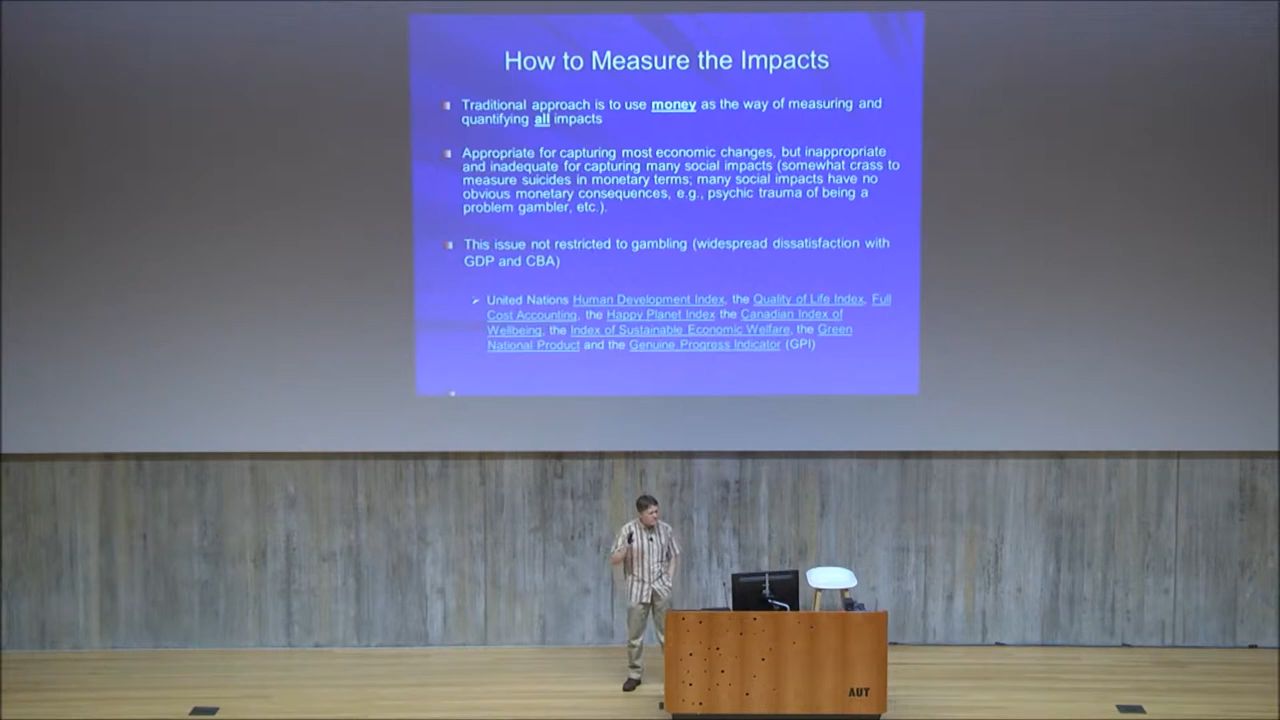 How to Measure the Impacts
Traditional approach is to use money as the way of measuring and
quantifying all impacts
Appropriate for capturing most economic changes, but inappropriate
and inadequate for capturing many social impacts (somewhat crass to
measure suicides in monetary terms; many social impacts have no
obvious monetary consequences, e.g., psychic trauma of being a
problem gambler, etc.).
This issue not restricted to gambling (widespread dissatisfaction with
GDP and CBA)
United Nations Human Development Index, the Quality of Life Index, Full
Cost Accounting, the Happy Planet Index the Canadian Index of
Wellbeing, the Index of Sustainable Economic Welfare, the Green
National Product and the Genuine Progress Indicator (GPI)
AUT